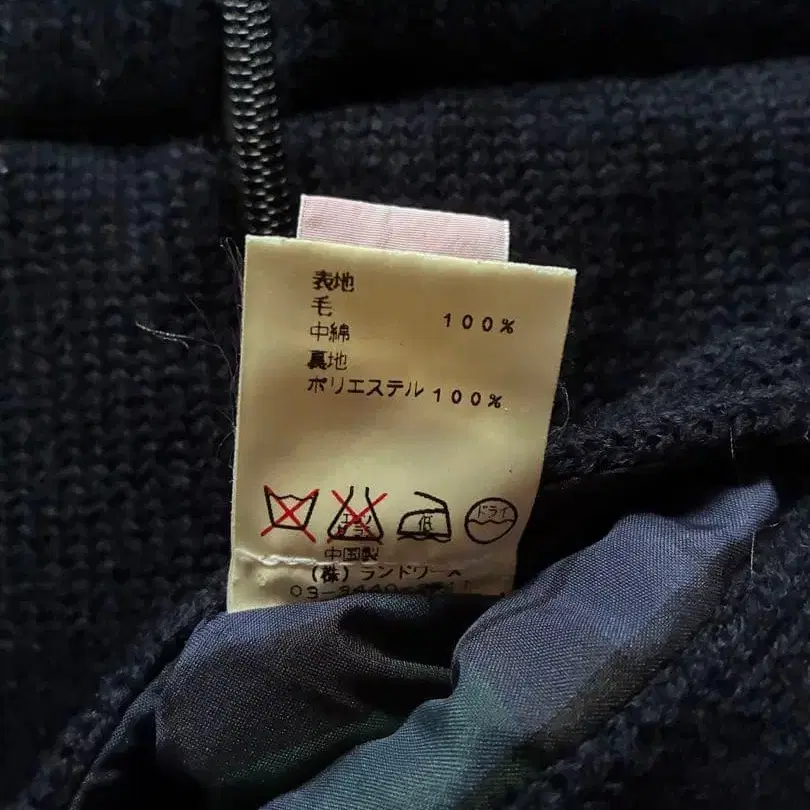 表地
毛 100%
中綿
裏地
ポリエステル 100%
低
ドライ
中国製
(株)ランドワース